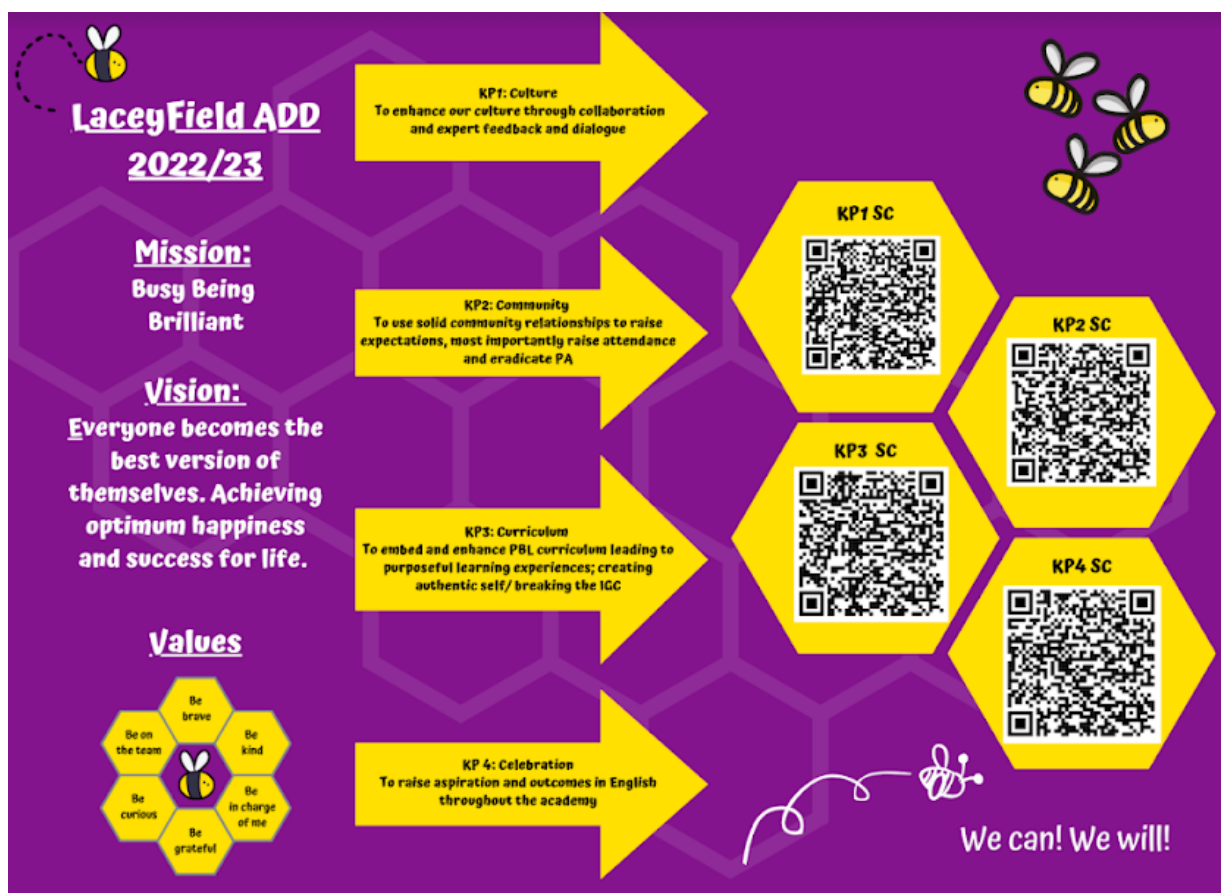 LaceyField ADD
2022/23
Mission:
Busy Being
Brilliant
Vision:
Everyone becomes the
best version of
themselves. Achieving
optimum happiness
and success for life.
Values
Be
brave
Be on
the team
Be
kind
Be
curious
Be
in charge
of me
Be
grateful
KP1: Culture
To enhance our culture through collaboration
and expert feedback and dialogue
KP2: Community
To use solid community relationships to raise
expectations, most importantly raise attendance
and eradicate PA
KP3: Curriculum
To embed and enhance PBL curriculum leading to
purposeful learning experiences; creating
authentic self/ breaking the IGC
KP 4: Celebration
To raise aspiration and outcomes in English
throughout the academy
KP1 SC
KP2 SC
KP3 SC
KP4 SC
We can! We will!